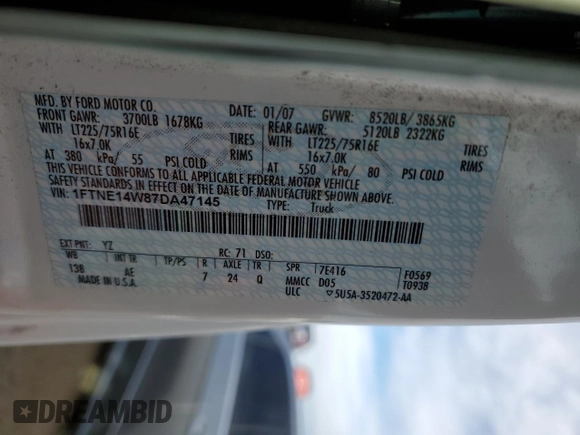 MFD. BY FORD MOTOR CO.
DATE: 01/07 GVWR: 8520LB/ 3865KG
FRONT GAWR: 3700LB 1678KG REAR GAWR: 5120LB 2322KG
WITH LT225/75R16E TIRES WITH LT225/75R16E TIRES
16x7.0K RIMS 16x7.0K RIMS
AT 380 kPa/ 55 PSI COLD AT 550 kPa/ 80 PSI COLD
THIS VEHICLE CONFORMS TO ALL APPLICABLE FEDERAL MOTOR VEHICLE
SAFETY STANDARDS IN EFFECT ON THE DATE OF MANUFACTURE SHOWN ABOVE.
VIN: 1FTNE14W87DA47145 TYPE: Truck
EXT PNT: YZ RC: 71 DSO:
WB INT TR TP/PS R AXLE TR SPR 7E416 F0569
138 AE 7 24 Q MMCC D05 T0938
MADE IN U.S.A. ULC 5U5A-3520472-AA
DREAMBID